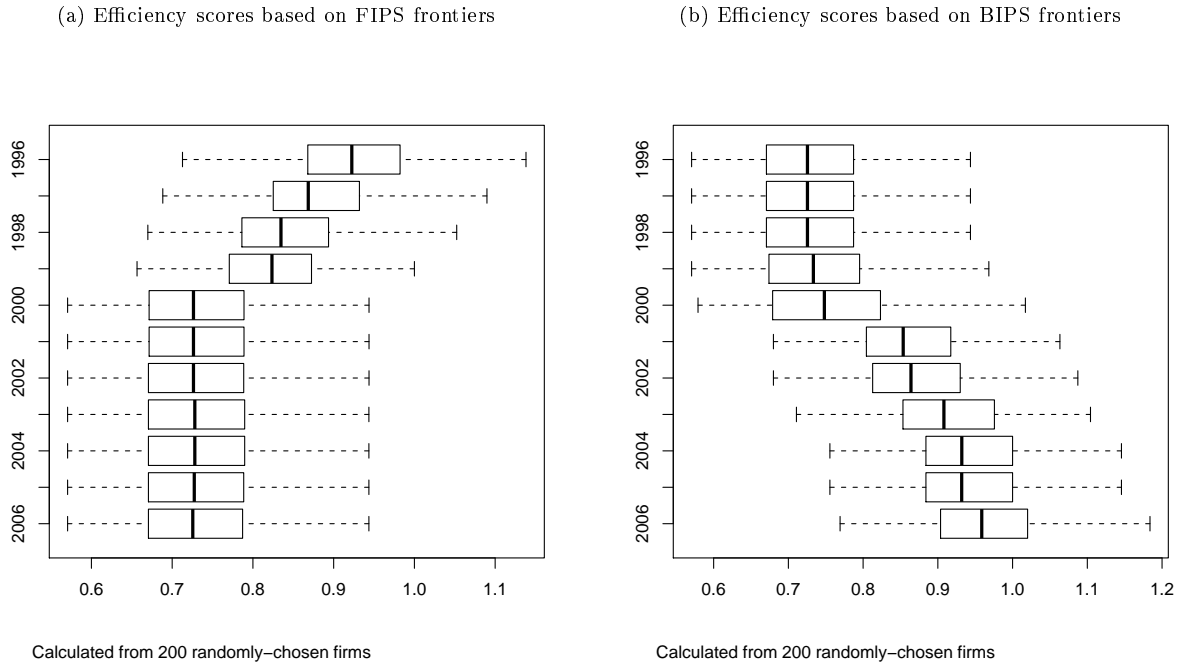 (a) Efficiency scores based on FIPS frontiers
1996
1998
2000
2002
2004
2006
0.6 0.7 0.8 0.9 1.0 1.1
Calculated from 200 randomly−chosen firms
(b) Efficiency scores based on BIPS frontiers
1996
1998
2000
2002
2004
2006
0.6 0.7 0.8 0.9 1.0 1.1 1.2
Calculated from 200 randomly−chosen firms